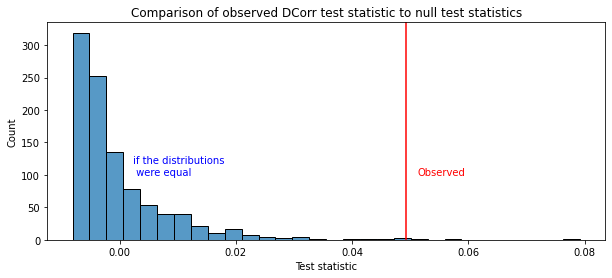 Comparison of observed DCorr test statistic to null test statistics
Count
300
250
200
150
100
50
0
if the distributions
were equal
Observed
0.00
0.02
0.04
0.06
0.08
Test statistic